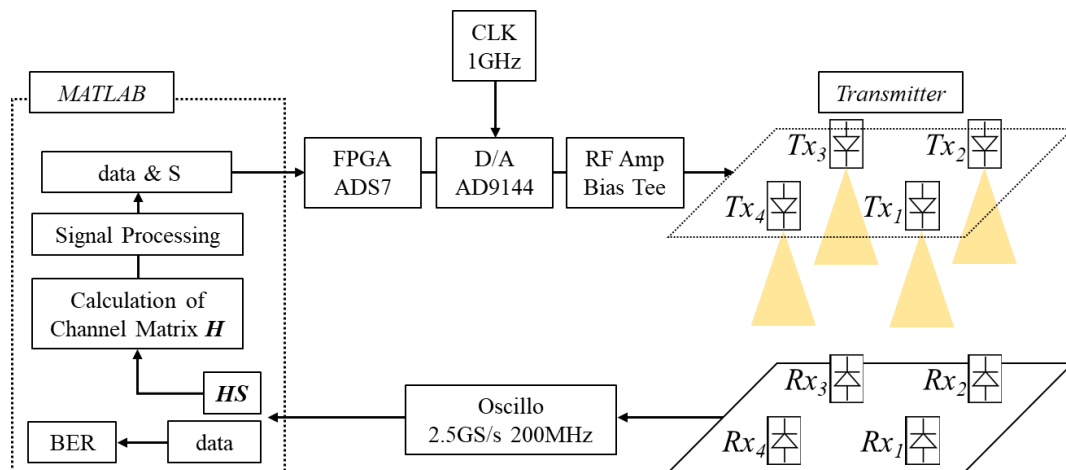 CLK
1GHz
MATLAB
Transmitter
data & S
FPGA
ADS7
D/A
AD9144
RF Amp
Bias Tee
Tx3
Tx2
Tx4
Tx1
Signal Processing
Calculation of
Channel Matrix H
HS
BER
data
Oscillo
2.5GS/s 200MHz
Rx3
Rx2
Rx4
Rx1